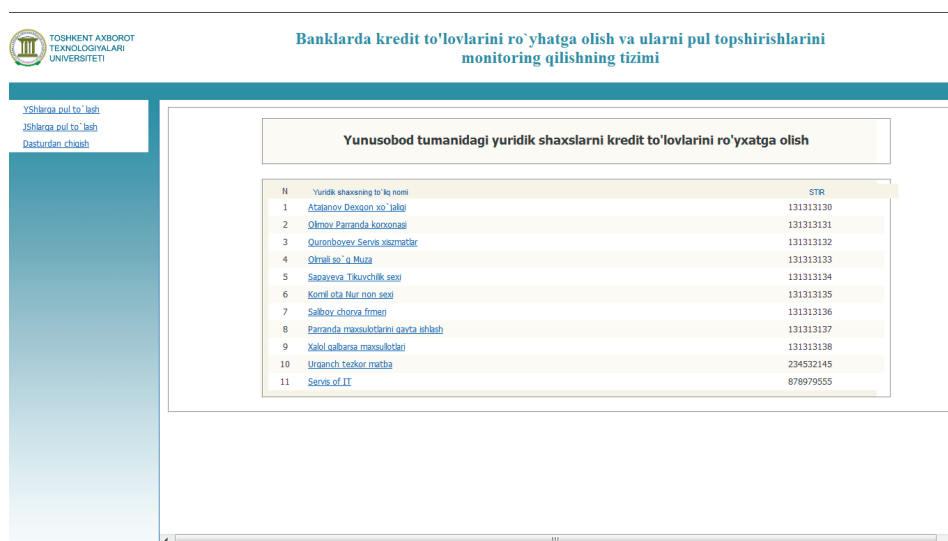 TOSHKENT AXBOROT
TEXNOLOGIYALARI
UNIVERSITETI
Banklarda kredit to'lovlarini ro`yhatga olish va ularni pul topshirishlarini
monitoring qilishning tizimi
YShlarga pul to`lash
JShlarga pul to`lash
Dasturdan chiqish
Yunusobod tumanidagi yuridik shaxslarni kredit to'lovlarini ro'yxatga olish
N Yuridik shaxsning to`liq nomi STIR
1 Atajanov Dexqon xo`jaligi 131313130
2 Olimov Parranda korxonasi 131313131
3 Quronboyev Servis xiszmatlar 131313132
4 Olmali so`q Muza 131313133
5 Sapayeva Tikuvchilik sexi 131313134
6 Komil ota Nur non sexi 131313135
7 Saliboy chorva frmeri 131313136
8 Parranda maxsulotlarini qayta ishlash 131313137
9 Xalol qalbarsa maxsullotlari 131313138
10 Urganch tezkor matba 234532145
11 Servis of IT 878979555